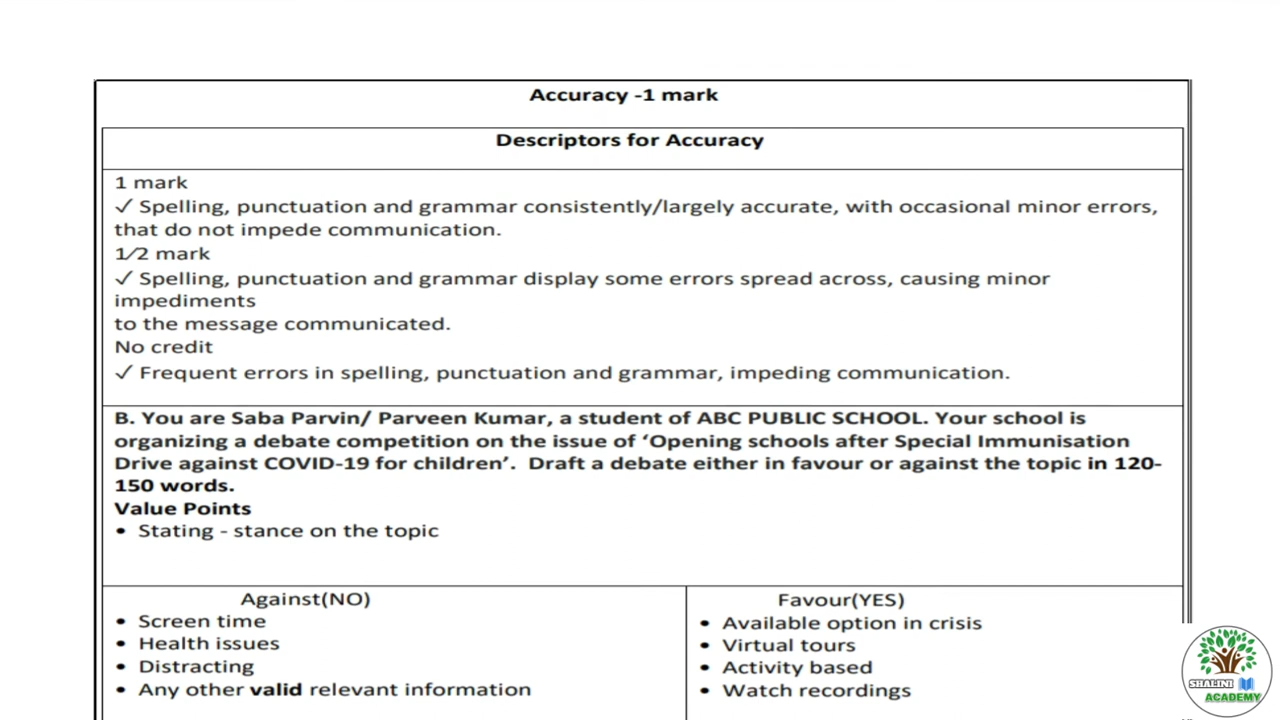 Accuracy -1 mark
Descriptors for Accuracy
1 mark
✓ Spelling, punctuation and grammar consistently/largely accurate, with occasional minor errors,
that do not impede communication.
1⁄2 mark
✓ Spelling, punctuation and grammar display some errors spread across, causing minor
impediments
to the message communicated.
No credit
✓ Frequent errors in spelling, punctuation and grammar, impeding communication.
B. You are Saba Parvin/ Parveen Kumar, a student of ABC PUBLIC SCHOOL. Your school is
organizing a debate competition on the issue of ‘Opening schools after Special Immunisation
Drive against COVID-19 for children’. Draft a debate either in favour or against the topic in 120-
150 words.
Value Points
• Stating - stance on the topic
Against(NO)
• Screen time
• Health issues
• Distracting
• Any other valid relevant information
Favour(YES)
• Available option in crisis
• Virtual tours
• Activity based
• Watch recordings
SHALINI
ACADEMY